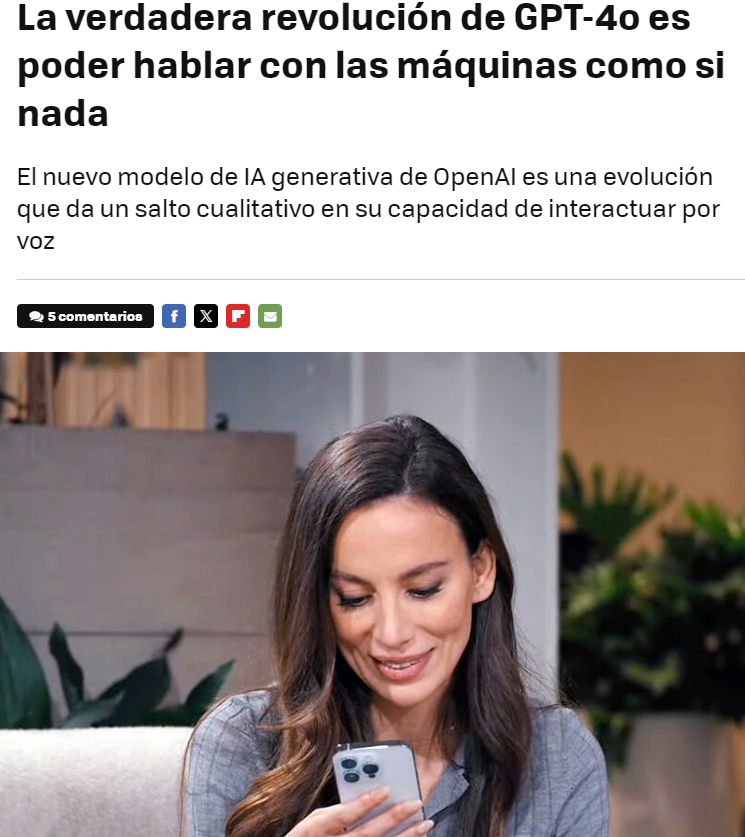 La verdadera revolución de GPT-4o es
poder hablar con las máquinas como si
nada
El nuevo modelo de IA generativa de OpenAI es una evolución
que da un salto cualitativo en su capacidad de interactuar por
voz
5 comentarios